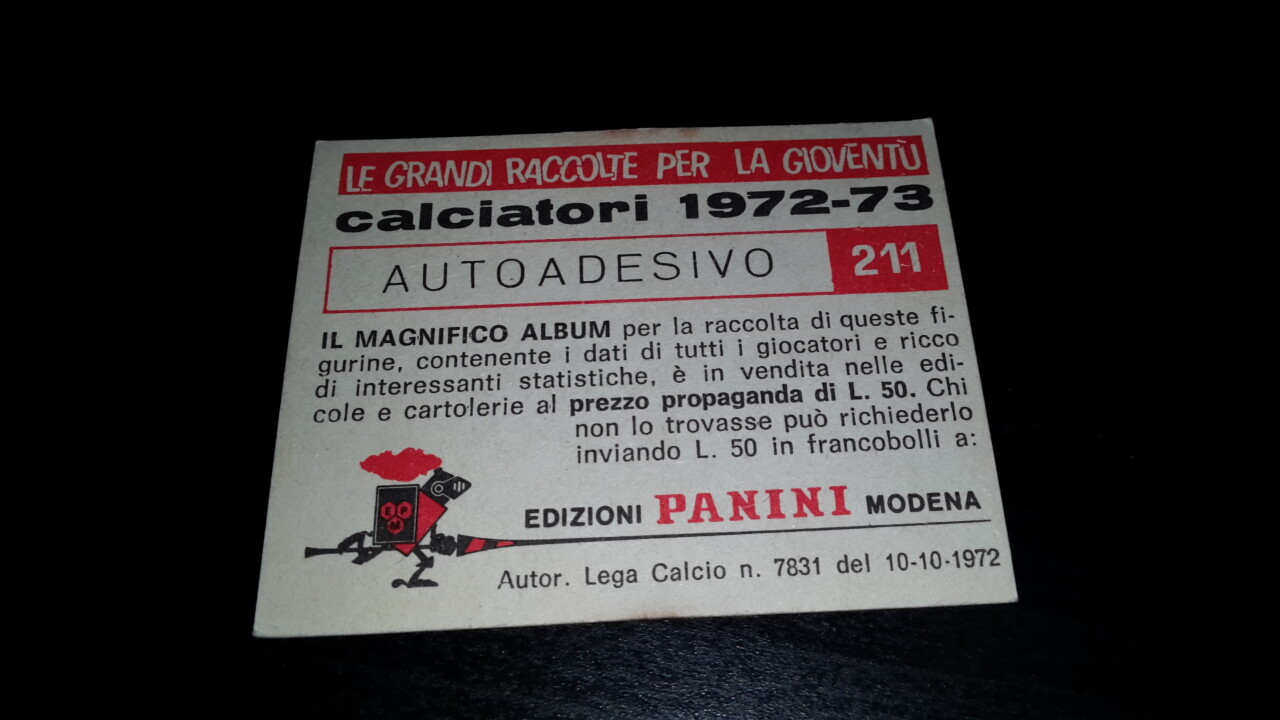 LE GRANDI RACCOLTE PER LA GIOVENTÙ
calciatori 1972-73
AUTOADESIVO 211
IL MAGNIFICO ALBUM per la raccolta di queste fi-
gurine, contenente i dati di tutti i giocatori e ricco
di interessanti statistiche, è in vendita nelle edi-
cole e cartolerie al prezzo propaganda di L. 50. Chi
non lo trovasse può richiederlo
inviando L. 50 in francobolli a:
EPM
EDIZIONI PANINI MODENA
Autor. Lega Calcio n. 7831 del 10-10-1972